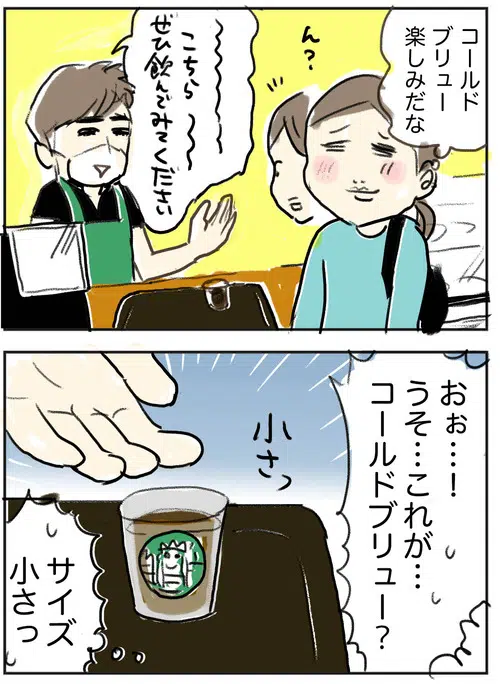 コールド
ブリュー
楽しみだな
ん？
こちら
ぜひ飲んでみてください
おぉ…！
うそ…これが…
コールドブリュー？
小さっ
サイズ
小さっ